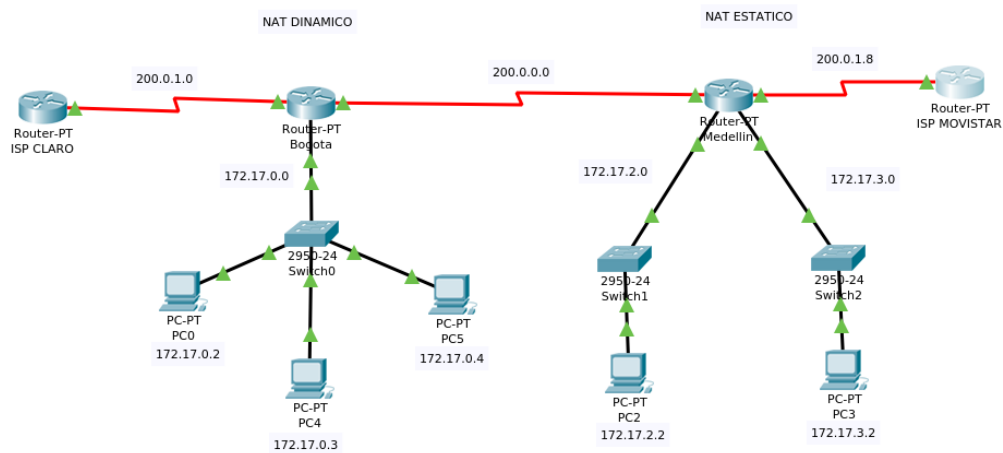 NAT DINAMICO
NAT ESTATICO
200.0.1.0
200.0.0.0
200.0.1.8
Router-PT
ISP CLARO
Router-PT
Bogota
Router-PT
Medellin
Router-PT
ISP MOVISTAR
172.17.0.0
172.17.2.0
172.17.3.0
2950-24
Switch0
2950-24
Switch1
2950-24
Switch2
PC-PT
PC0
172.17.0.2
PC-PT
PC4
172.17.0.3
PC-PT
PC5
172.17.0.4
PC-PT
PC2
172.17.2.2
PC-PT
PC3
172.17.3.2